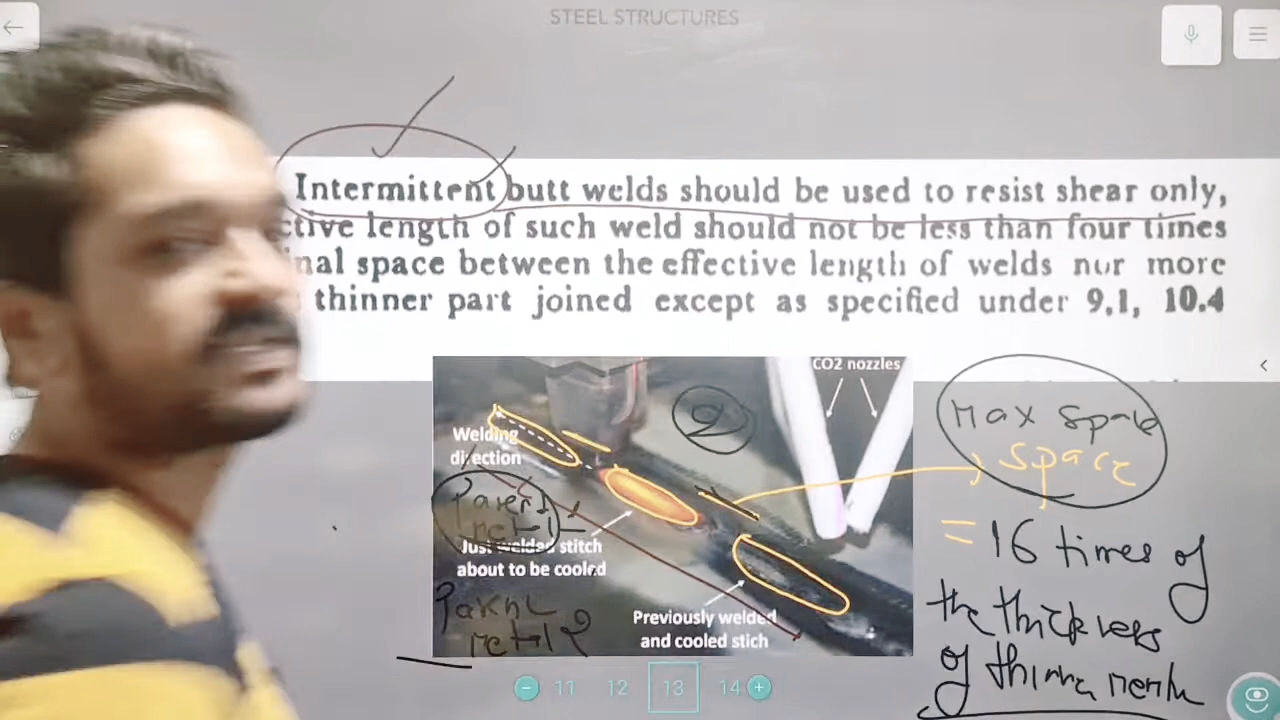 STEEL STRUCTURES
Intermittent butt welds should be used to resist shear only,
ctive length of such weld should not be less than four times
nal space between the effective length of welds nor more
thinner part joined except as specified under 9.1, 10.4
CO2 nozzles
2
Welding
direction
Max space
space
= 16 times of
the thickness
of thinner
Just welded stitch
about to be cooled
Previously welded
and cooled stich
11 12 13 14